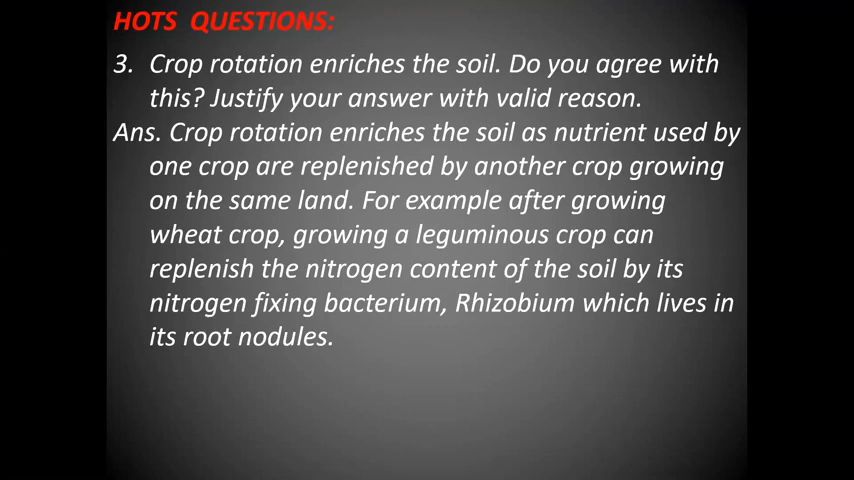 HOTS QUESTIONS:
3. Crop rotation enriches the soil. Do you agree with
this? Justify your answer with valid reason.
Ans. Crop rotation enriches the soil as nutrient used by
one crop are replenished by another crop growing
on the same land. For example after growing
wheat crop, growing a leguminous crop can
replenish the nitrogen content of the soil by its
nitrogen fixing bacterium, Rhizobium which lives in
its root nodules.